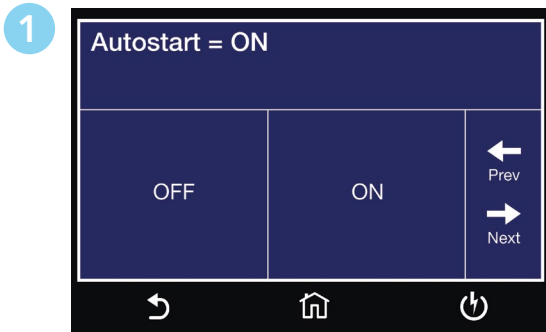 1
Autostart = ON
OFF
ON
Prev
Next